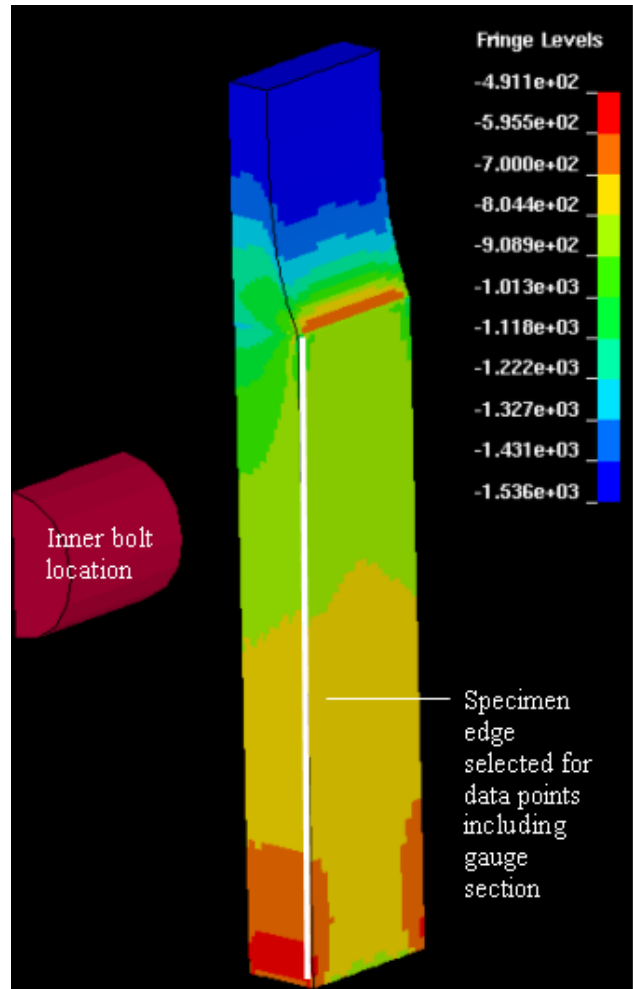 Fringe Levels
-4.911e+02
-5.955e+02
-7.000e+02
-8.044e+02
-9.089e+02
-1.013e+03
-1.118e+03
-1.222e+03
-1.327e+03
-1.431e+03
-1.536e+03
Inner bolt
location
Specimen
edge
selected for
data points
including
gauge
section